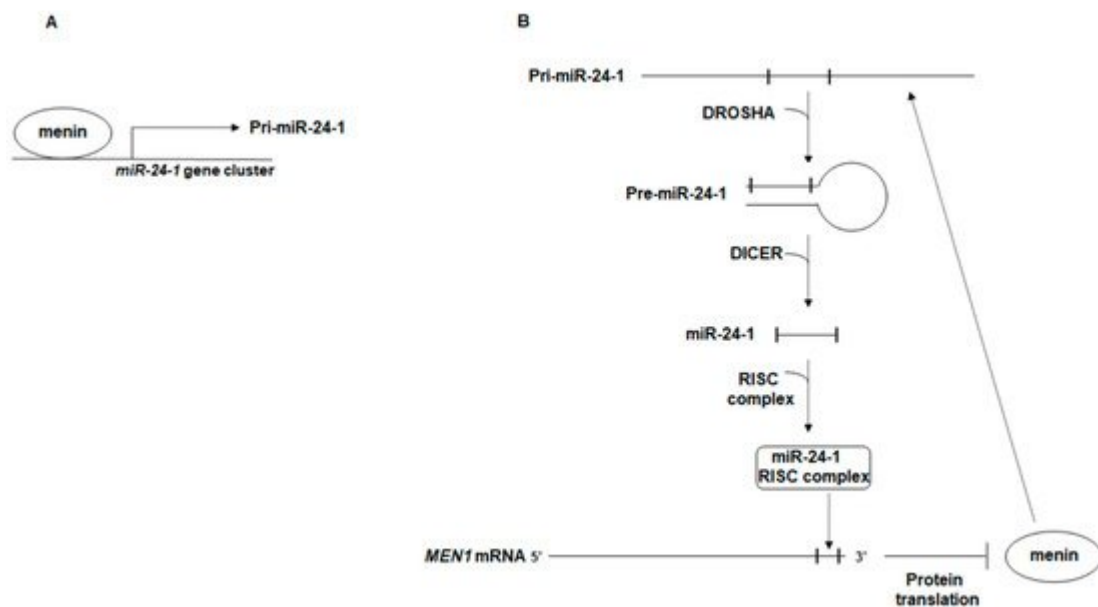 A
menin
Pri-miR-24-1
miR-24-1 gene cluster
B
Pri-miR-24-1
DROSHA
Pre-miR-24-1
DICER
miR-24-1
RISC
complex
miR-24-1
RISC complex
MEN1 mRNA 5'
3'
menin
Protein
translation